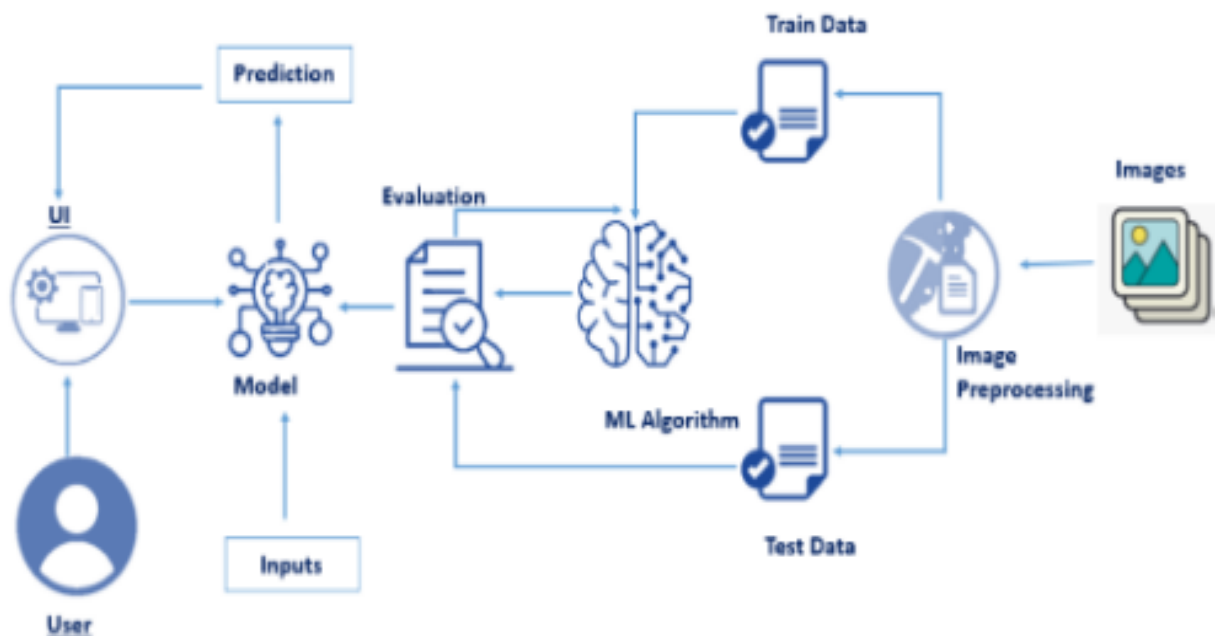 Train Data
Prediction
Images
Evaluation
UI
Image
Preprocessing
Model
ML Algorithm
Test Data
Inputs
User